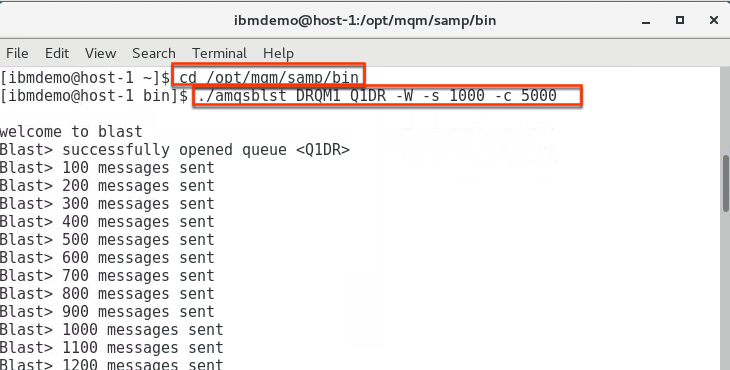 ibmdemo@host-1:/opt/mqm/samp/bin
File Edit View Search Terminal Help
[ibmdemo@host-1 ~]$ cd /opt/mqm/samp/bin
[ibmdemo@host-1 bin]$ ./amqsblst DRQM1 Q1DR -W -s 1000 -c 5000
welcome to blast
Blast> successfully opened queue <Q1DR>
Blast> 100 messages sent
Blast> 200 messages sent
Blast> 300 messages sent
Blast> 400 messages sent
Blast> 500 messages sent
Blast> 600 messages sent
Blast> 700 messages sent
Blast> 800 messages sent
Blast> 900 messages sent
Blast> 1000 messages sent
Blast> 1100 messages sent
Blast> 1200 messages sent